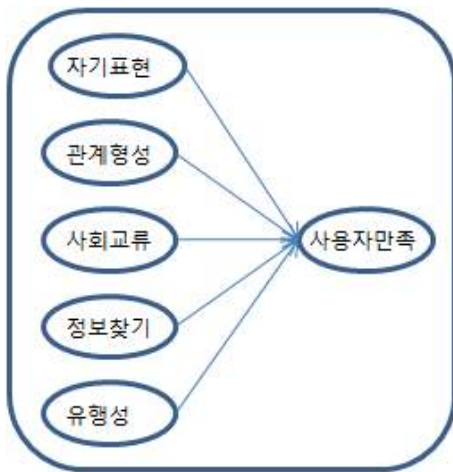 자기표현
관계형성
사회교류
사용자만족
정보찾기
유행성